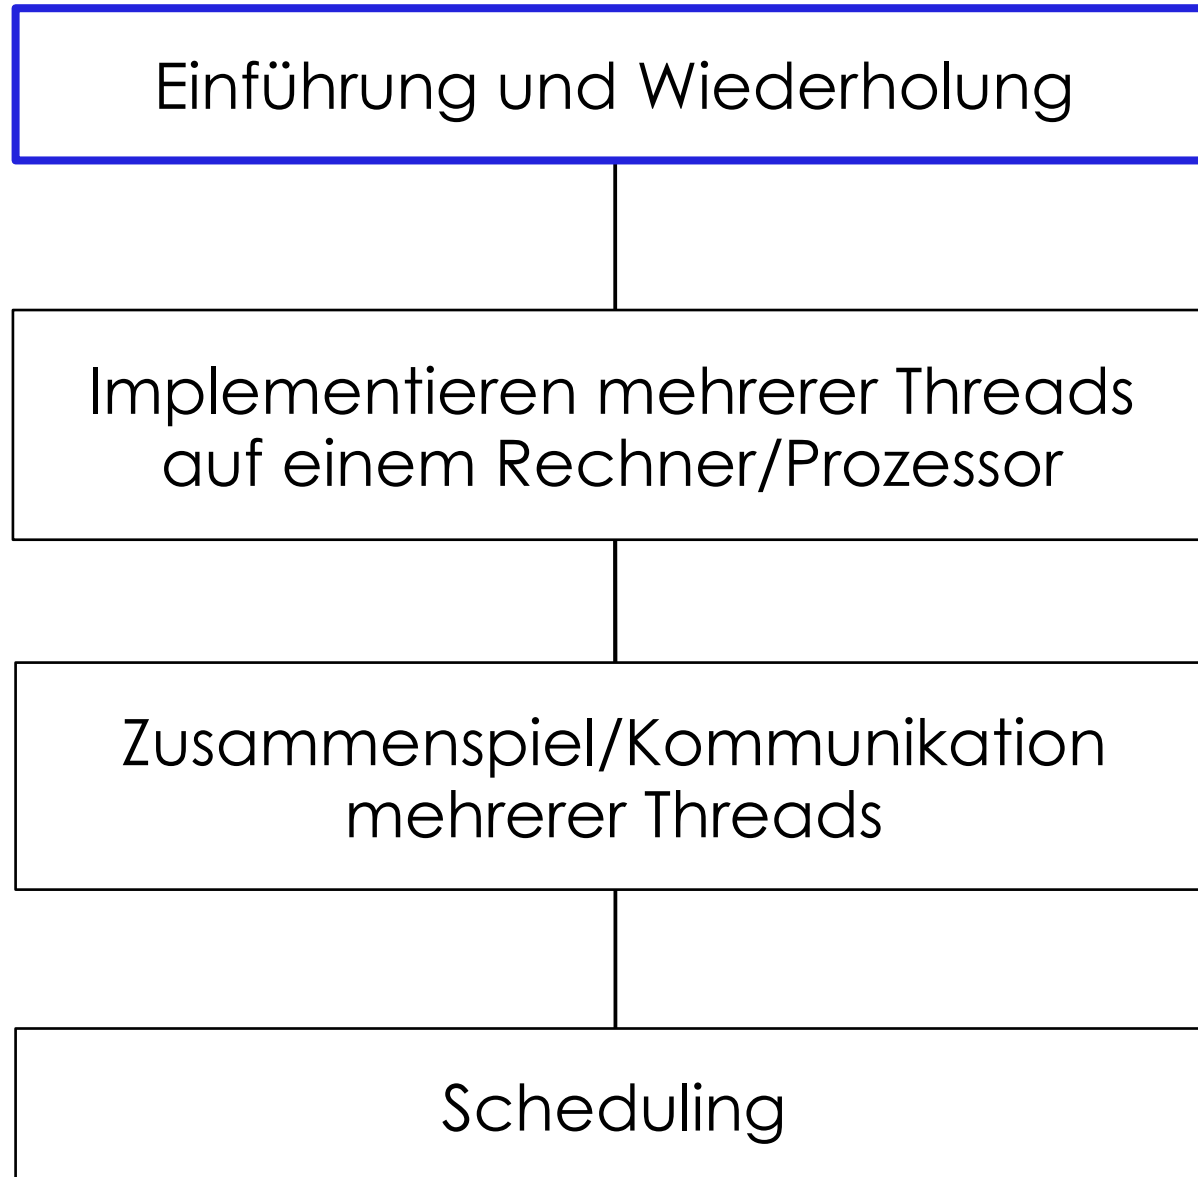 Einführung und Wiederholung
Implementieren mehrerer Threads
auf einem Rechner/Prozessor
Zusammenspiel/Kommunikation
mehrerer Threads
Scheduling